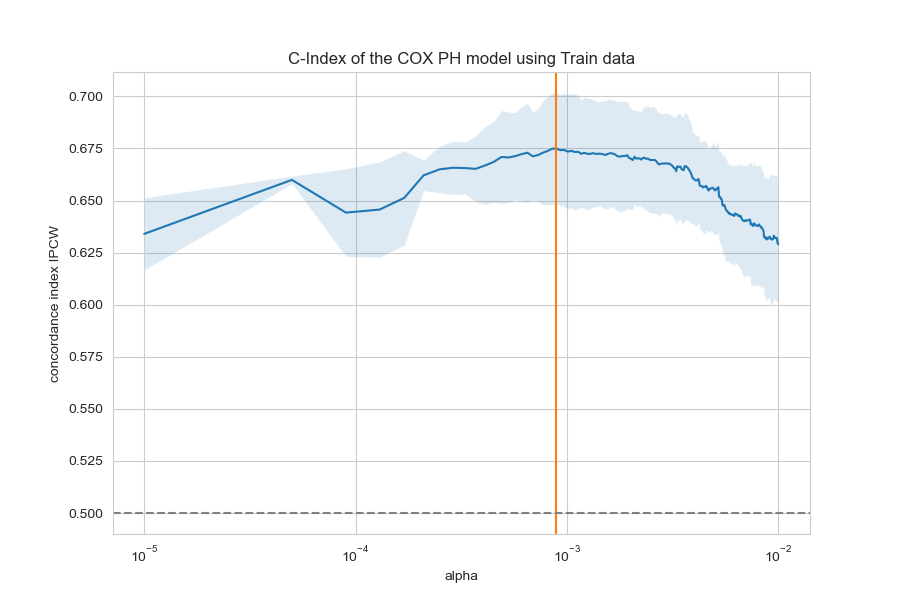 C-Index of the COX PH model using Train data
concordance index IPCW
0.700
0.675
0.650
0.625
0.600
0.575
0.550
0.525
0.500
10⁻⁵ 10⁻⁴ 10⁻³ 10⁻²
alpha